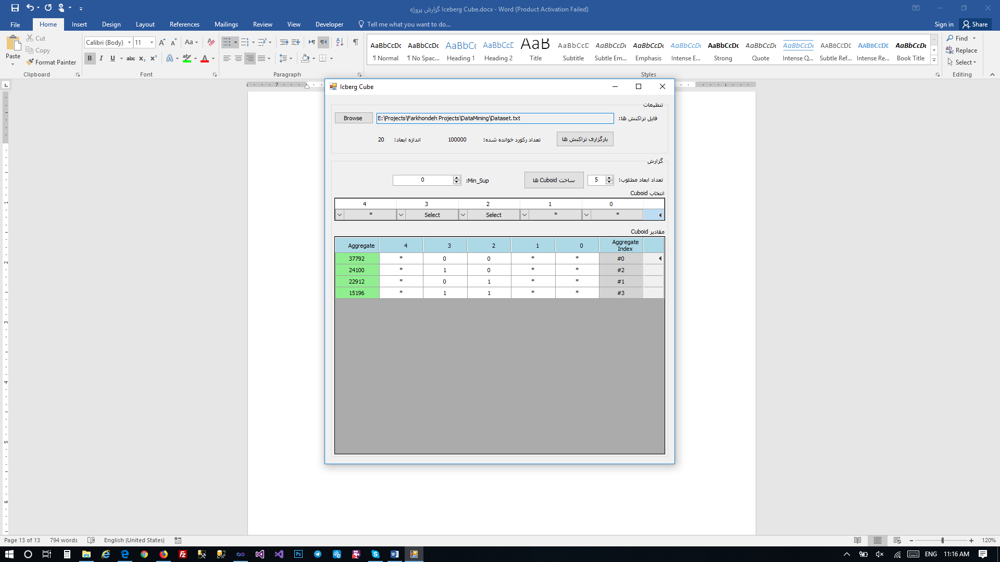 گزارش پروژه Iceberg Cube.docx - Word (Product Activation Failed)
File Home Insert Design Layout References Mailings Review View Developer Tell me what you want to do... Sign in Share
Paste Cut Copy Format Painter
Calibri (Body) 11
AaBbCcDc AaBbCcDc AaBbC( AaBbCcD AaB AaBbCcD AaBbCcDc AaBbCcDc AaBbCcDc AaBbCcDc AaBbCcDc AaBbCcDc AABBCCDC AABBCCDC AaBbCcDc
¶ Normal ¶ No Spac... Heading 1 Heading 2 Title Subtitle Subtle Em... Emphasis Intense E... Strong Quote Intense Q... Subtle Ref... Intense Re... Book Title
Find
Replace
Select
Clipboard Font Paragraph Styles Editing
Icberg Cube
تنظیمات
فایل تراکنش ها: E:\Projects\Farkhondeh Projects\DataMining\Dataset.txt Browse
بارگزاری تراکنش ها تعداد رکورد خوانده شده: 100000 اندازه ابعاد: 20
گزارش
تعداد ابعاد مطلوب: 5 ساخت Cuboid ها Min_Sup: 0
انتخاب Cuboid
4 3 2 1 0
* Select Select * *
مقادیر Cuboid
Aggregate 4 3 2 1 0 Aggregate Index
37792 * 0 0 * * #0
24100 * 1 0 * * #2
22912 * 0 1 * * #1
15196 * 1 1 * * #3
Page 13 of 13 794 words English (United States) 120%
ENG 11:16 AM